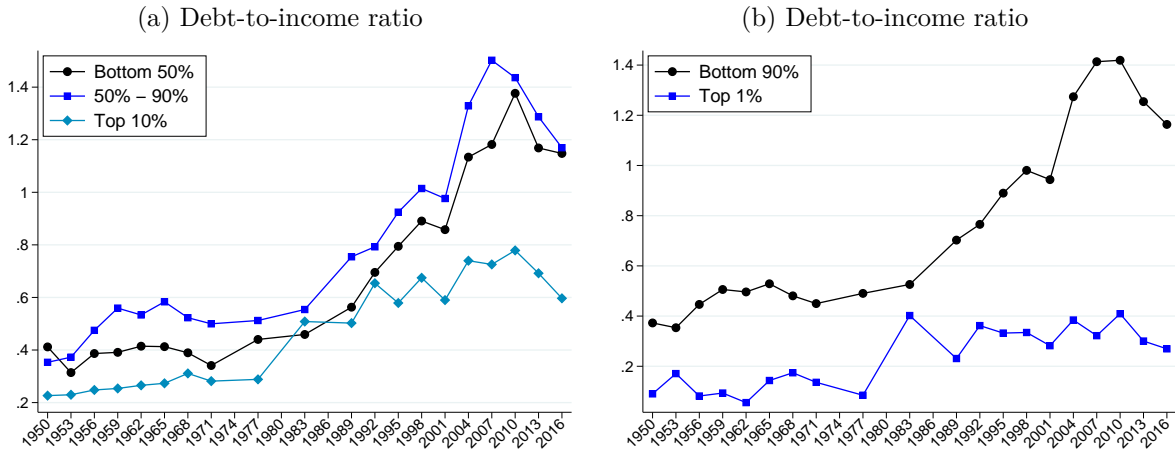 (a) Debt-to-income ratio
Bottom 50%
50% − 90%
Top 10%
1.4
1.2
1
.8
.6
.4
.2
1950 1953 1956 1959 1962 1965 1968 1971 1974 1977 1980 1983 1986 1989 1992 1995 1998 2001 2004 2007 2010 2013 2016
(b) Debt-to-income ratio
Bottom 90%
Top 1%
1.4
1.2
1
.8
.6
.4
.2
1950 1953 1956 1959 1962 1965 1968 1971 1974 1977 1980 1983 1986 1989 1992 1995 1998 2001 2004 2007 2010 2013 2016